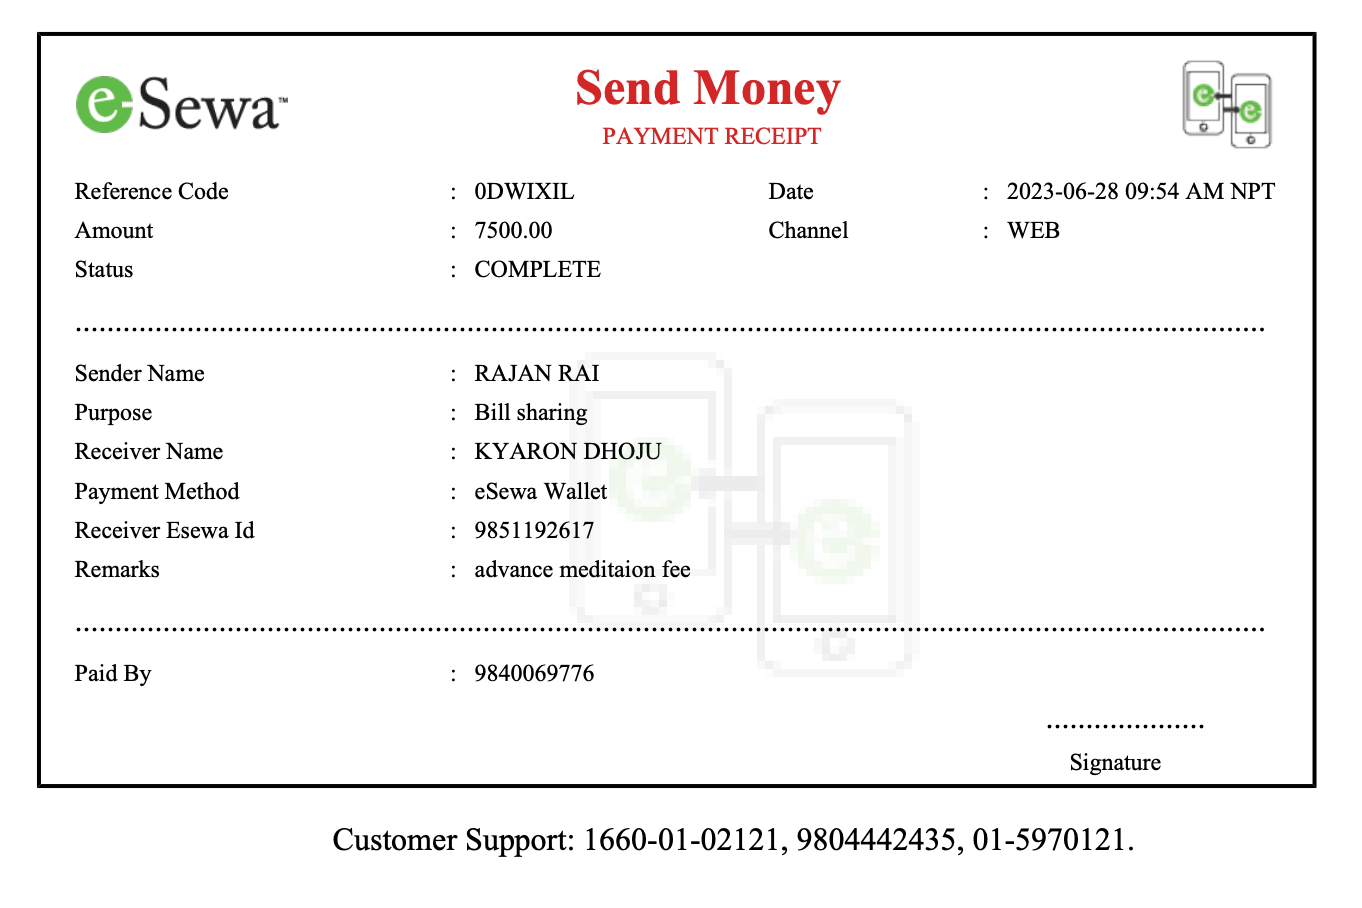 e-Sewa™
Send Money
PAYMENT RECEIPT
Reference Code : 0DWIXIL Date : 2023-06-28 09:54 AM NPT
Amount : 7500.00 Channel : WEB
Status : COMPLETE
Sender Name : RAJAN RAI
Purpose : Bill sharing
Receiver Name : KYARON DHOJU
Payment Method : eSewa Wallet
Receiver Esewa Id : 9851192617
Remarks : advance meditaion fee
Paid By : 9840069776
Signature
Customer Support: 1660-01-02121, 9804442435, 01-5970121.